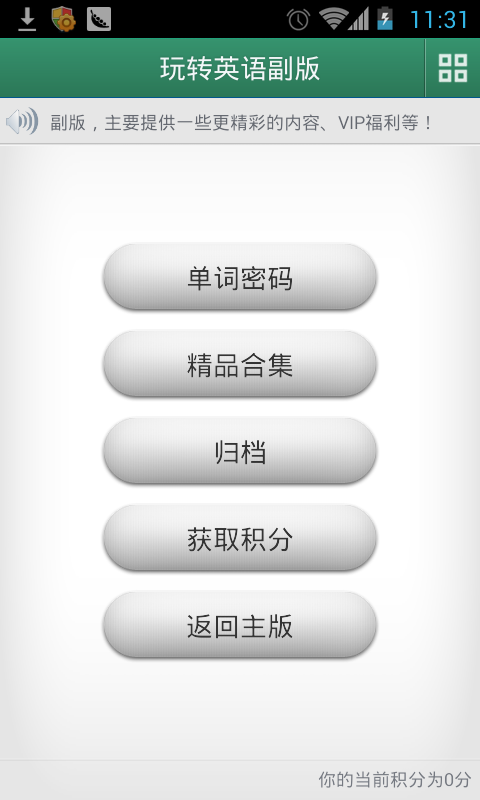 11:31
玩转英语副版
副版，主要提供一些更精彩的内容、VIP福利等！
单词密码
精品合集
归档
获取积分
返回主版
你的当前积分为0分